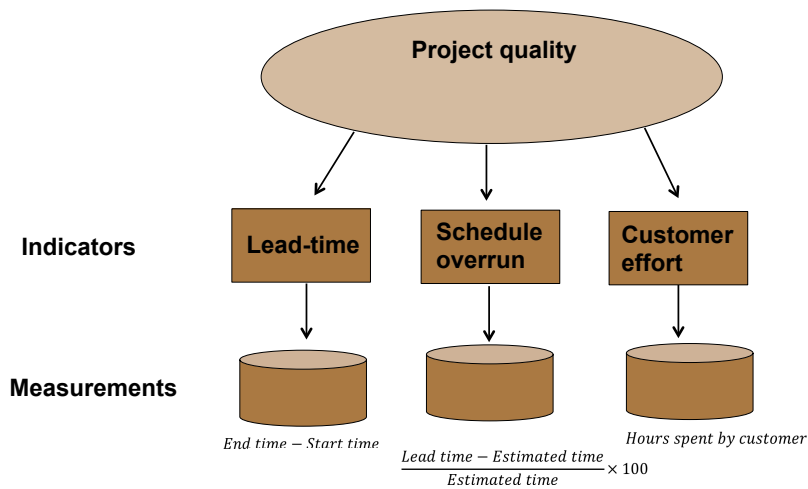 Project quality
Indicators
Lead-time
Schedule
overrun
Customer
effort
Measurements
End time − Start time
Lead time − Estimated time
Estimated time
× 100
Hours spent by customer